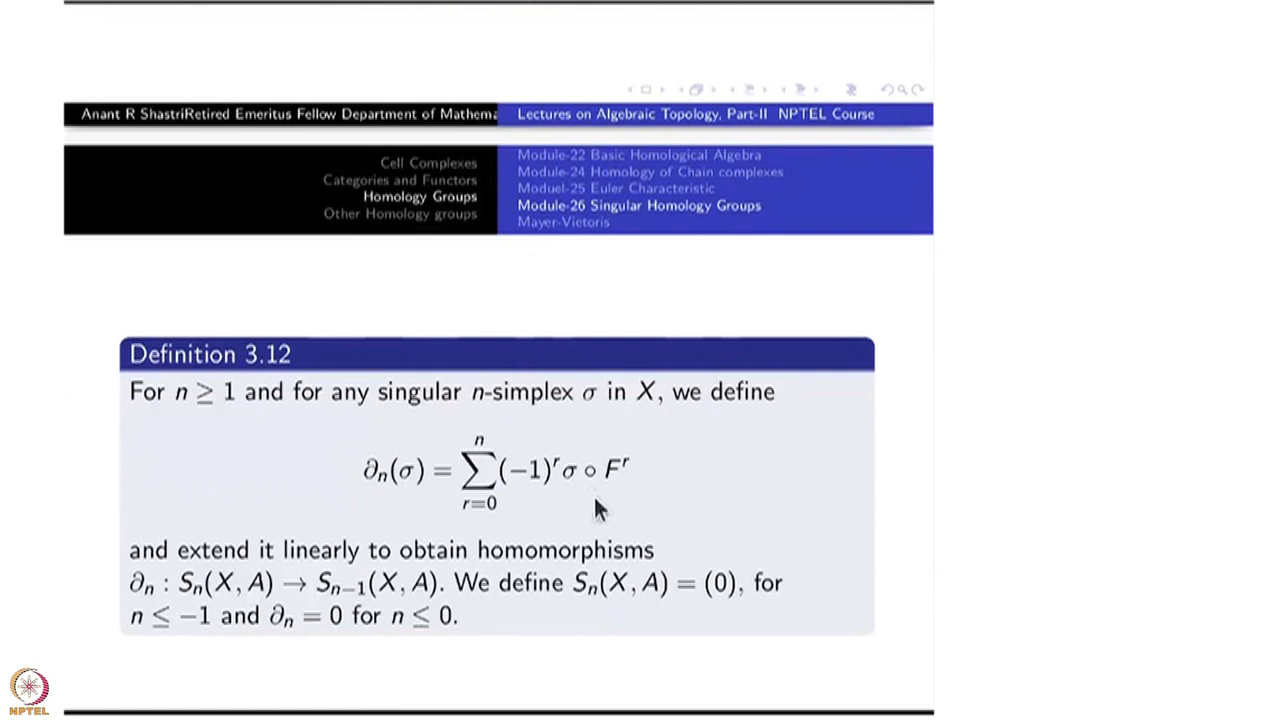 Anant R ShastriRetired Emeritus Fellow Department of Mathema
Lectures on Algebraic Topology, Part-II NPTEL Course
Cell Complexes
Categories and Functors
Homology Groups
Other Homology groups
Module-22 Basic Homological Algebra
Module-24 Homology of Chain complexes
Moduel-25 Euler Characteristic
Module-26 Singular Homology Groups
Mayer-Victoris
Definition 3.12
For n ≥ 1 and for any singular n-simplex σ in X, we define
∂ₙ(σ) = ∑_{r=0}^{n} (−1)^r σ ∘ F^r
and extend it linearly to obtain homomorphisms
∂ₙ : Sₙ(X, A) → Sₙ₋₁(X, A). We define Sₙ(X, A) = (0), for
n ≤ −1 and ∂ₙ = 0 for n ≤ 0.
NPTEL